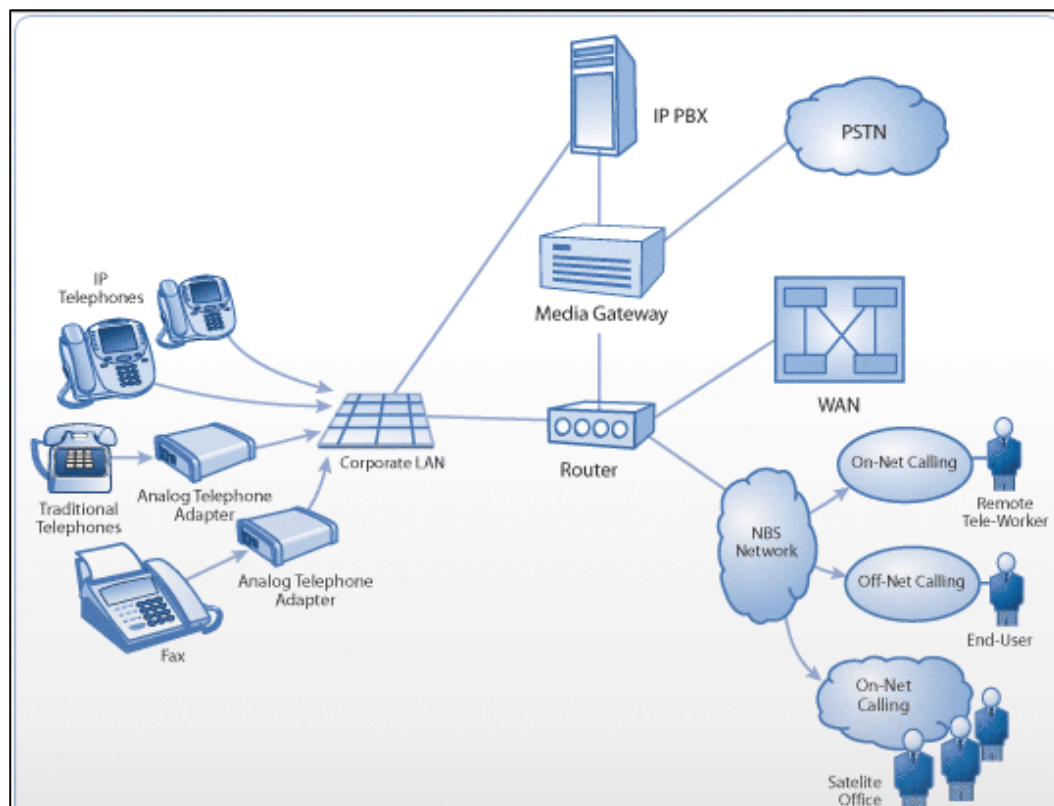 IP PBX
PSTN
IP
Telephones
Media Gateway
WAN
Corporate LAN
Router
Traditional
Telephones
Analog Telephone
Adapter
Analog Telephone
Adapter
Fax
NBS
Network
On-Net Calling
Remote
Tele-Worker
Off-Net Calling
End-User
On-Net
Calling
Satelite
Office